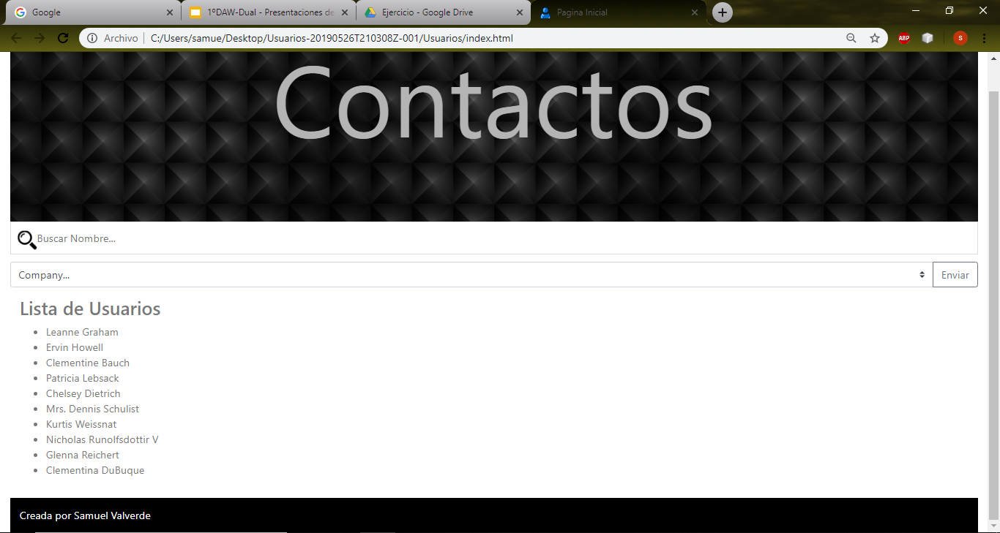 Google
1ºDAW-Dual - Presentaciones de
Ejercicio - Google Drive
Pagina Inicial
Archivo
C:/Users/samue/Desktop/Usuarios-20190526T210308Z-001/Usuarios/index.html
ABP
S
Contactos
Buscar Nombre...
Company...
Enviar
Lista de Usuarios
Leanne Graham
Ervin Howell
Clementine Bauch
Patricia Lebsack
Chelsey Dietrich
Mrs. Dennis Schulist
Kurtis Weissnat
Nicholas Runolfsdottir V
Glenna Reichert
Clementina DuBuque
Creada por Samuel Valverde